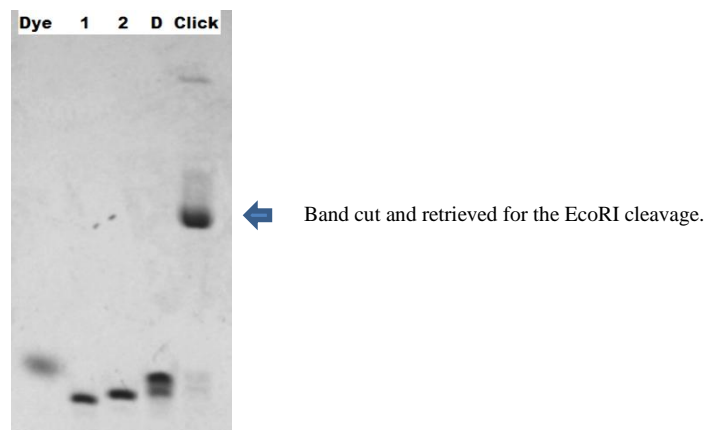 Dye 1 2 D Click
Band cut and retrieved for the EcoRI cleavage.